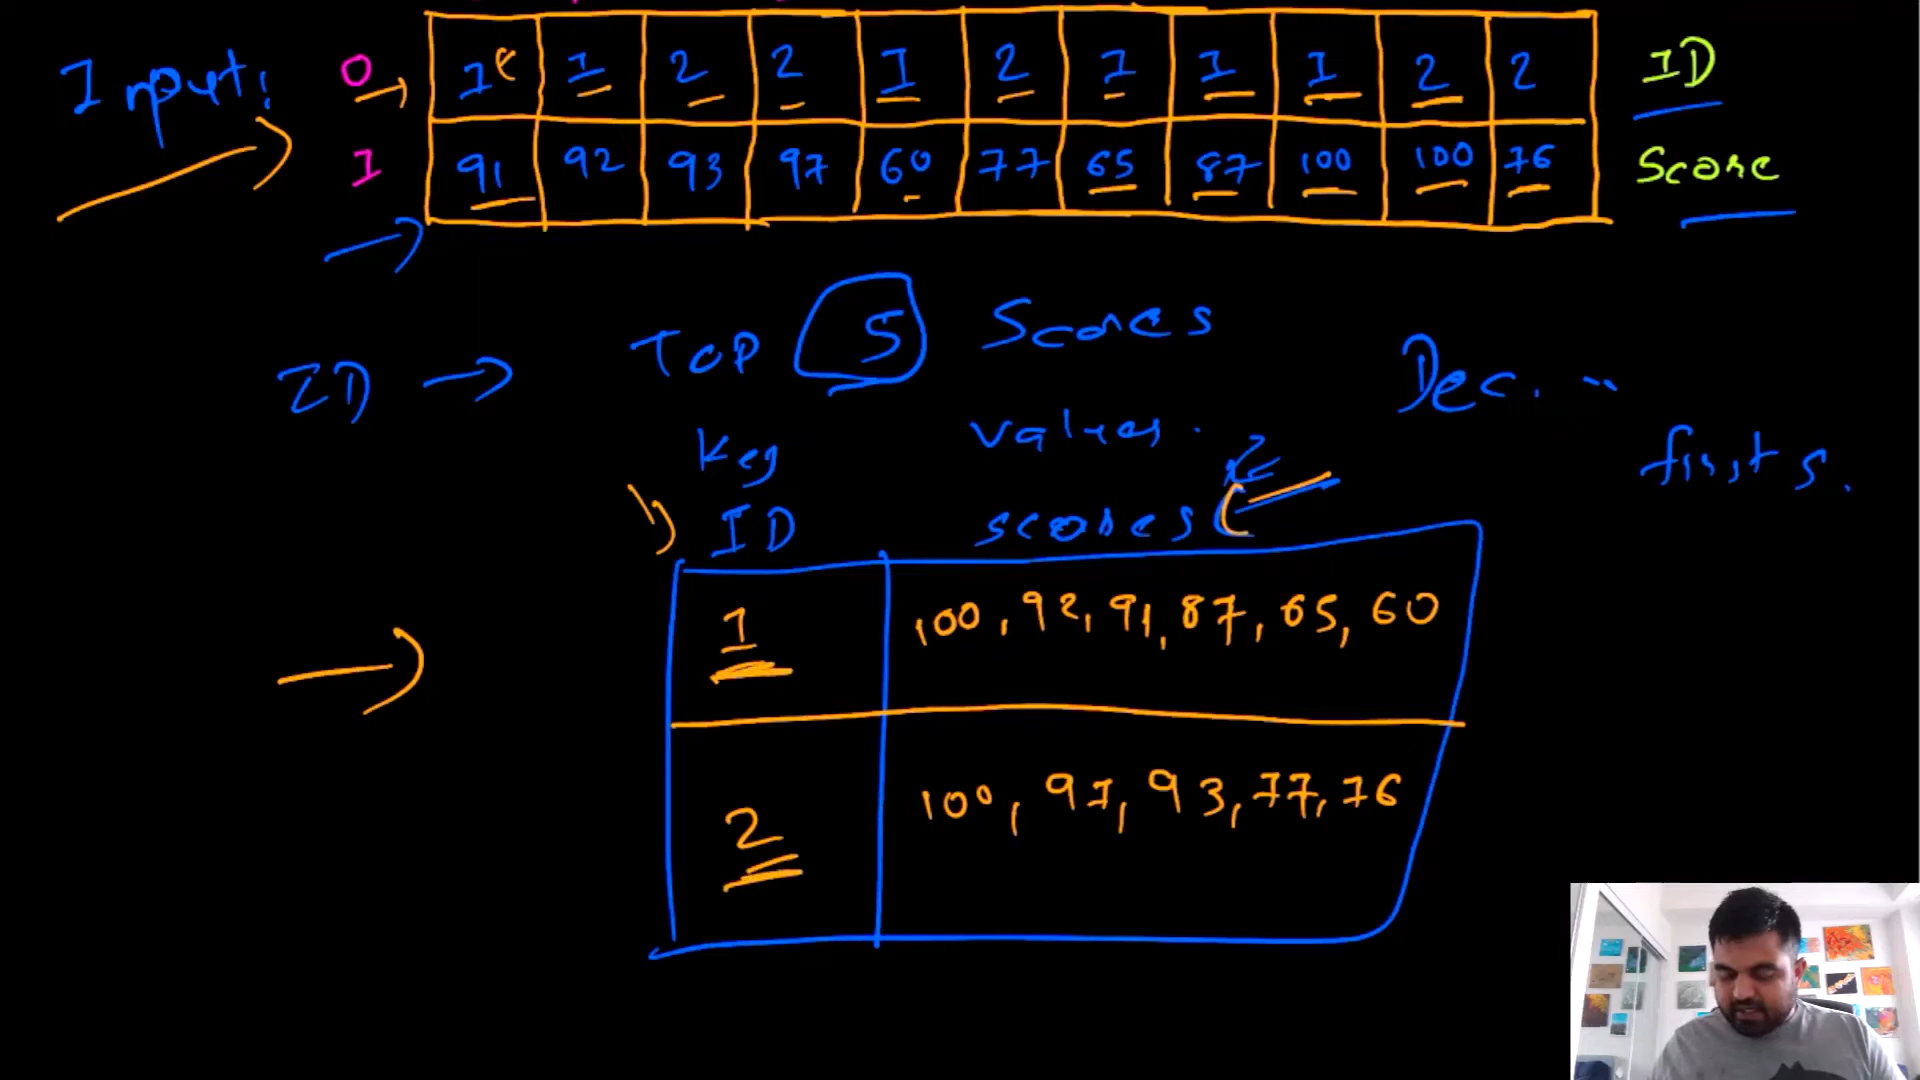 Input: 0 1 1 2 2 1 2 1 1 1 2 2 ID
1 91 92 93 97 60 77 65 87 100 100 76 Score
ID → Top 5 Scores
Dec. ..
first 5.
Key values.
ID scores
1 100, 92, 91, 87, 65, 60
2 100, 97, 93, 77, 76